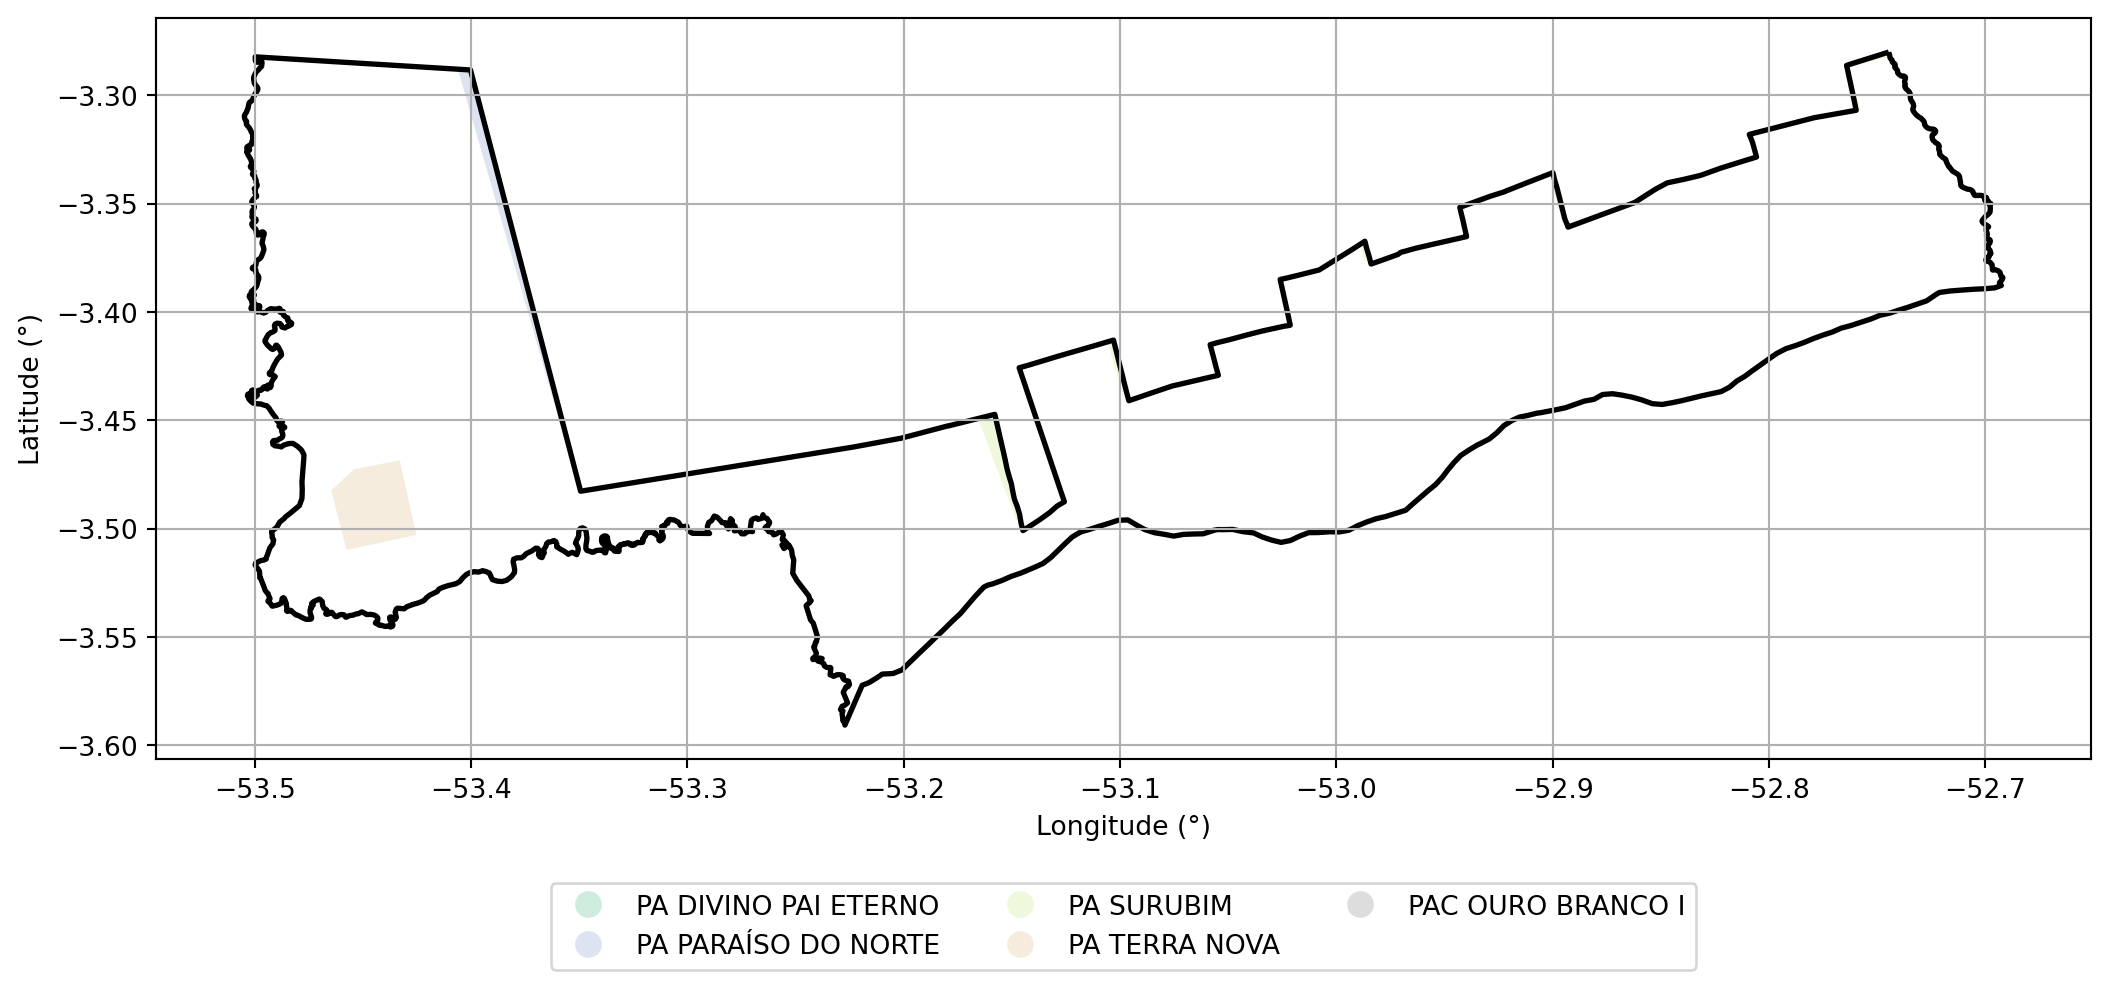 −3.30
−3.35
−3.40
−3.45
−3.50
−3.55
−3.60
Latitude (°)
−53.5 −53.4 −53.3 −53.2 −53.1 −53.0 −52.9 −52.8 −52.7
Longitude (°)
PA DIVINO PAI ETERNO PA SURUBIM PAC OURO BRANCO I
PA PARAÍSO DO NORTE PA TERRA NOVA